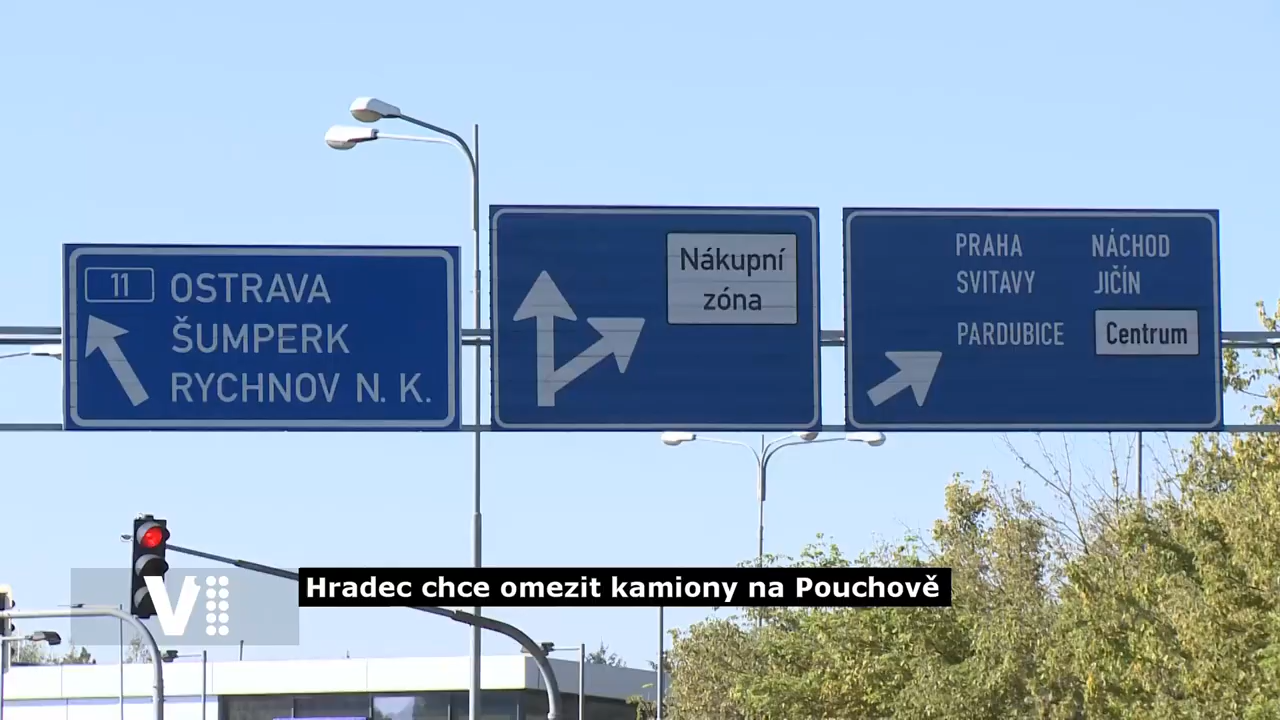 11 OSTRAVA
ŠUMPERK
RYCHNOV N. K.
Nákupní
zóna
PRAHA NÁCHOD
SVITAVY JIČÍN
PARDUBICE Centrum
Hradec chce omezit kamiony na Pouchově
V